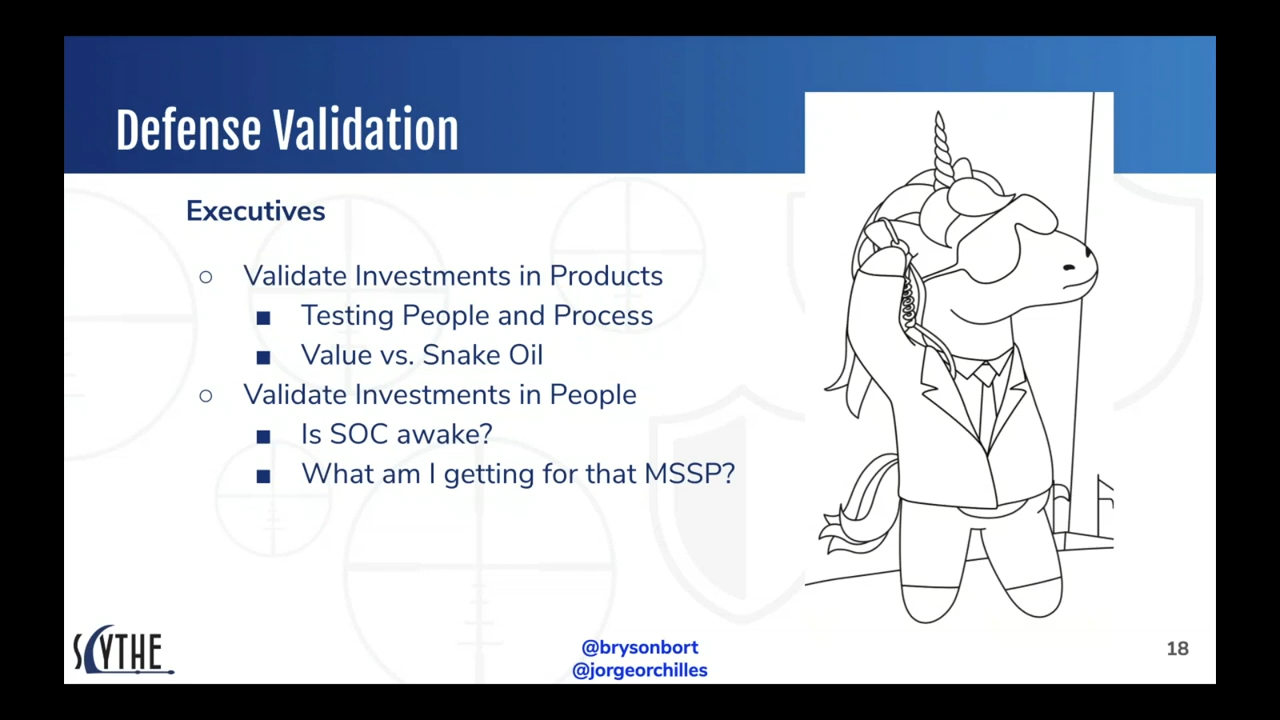 Defense Validation
Executives
○ Validate Investments in Products
■ Testing People and Process
■ Value vs. Snake Oil
○ Validate Investments in People
■ Is SOC awake?
■ What am I getting for that MSSP?
SCYTHE
@brysonbort
@jorgeorchilles
18